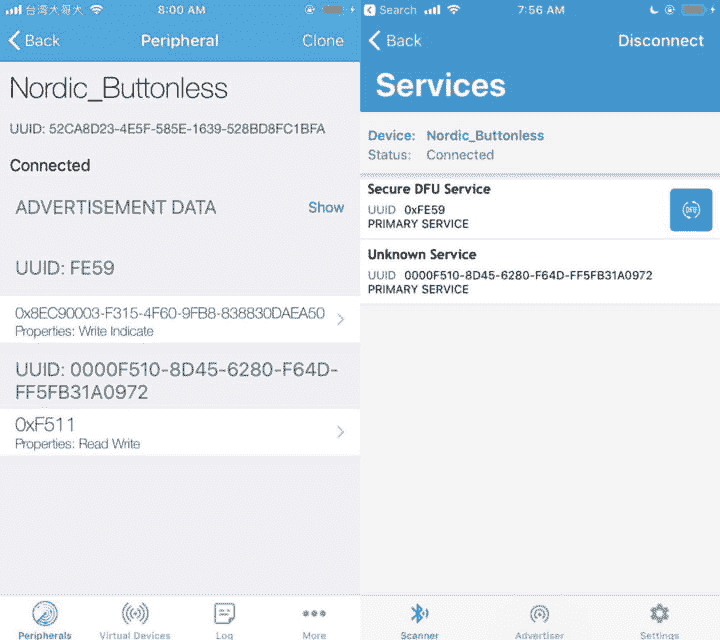 台湾大哥大 8:00 AM
Back Peripheral Clone
Nordic_Buttonless
UUID: 52CA8D23-4E5F-585E-1639-528BD8FC1BFA
Connected
ADVERTISEMENT DATA Show
UUID: FE59
0x8EC90003-F315-4F60-9FB8-838830DAEA50
Properties: Write Indicate
UUID: 0000F510-8D45-6280-F64D-
FF5FB31A0972
0xF511
Properties: Read Write
Peripherals Virtual Devices Log More
Search 7:56 AM
Back Disconnect
Services
Device: Nordic_Buttonless
Status: Connected
Secure DFU Service
UUID 0xFE59
PRIMARY SERVICE
DFU
Unknown Service
UUID 0000F510-8D45-6280-F64D-FF5FB31A0972
PRIMARY SERVICE
Scanner Advertiser Settings